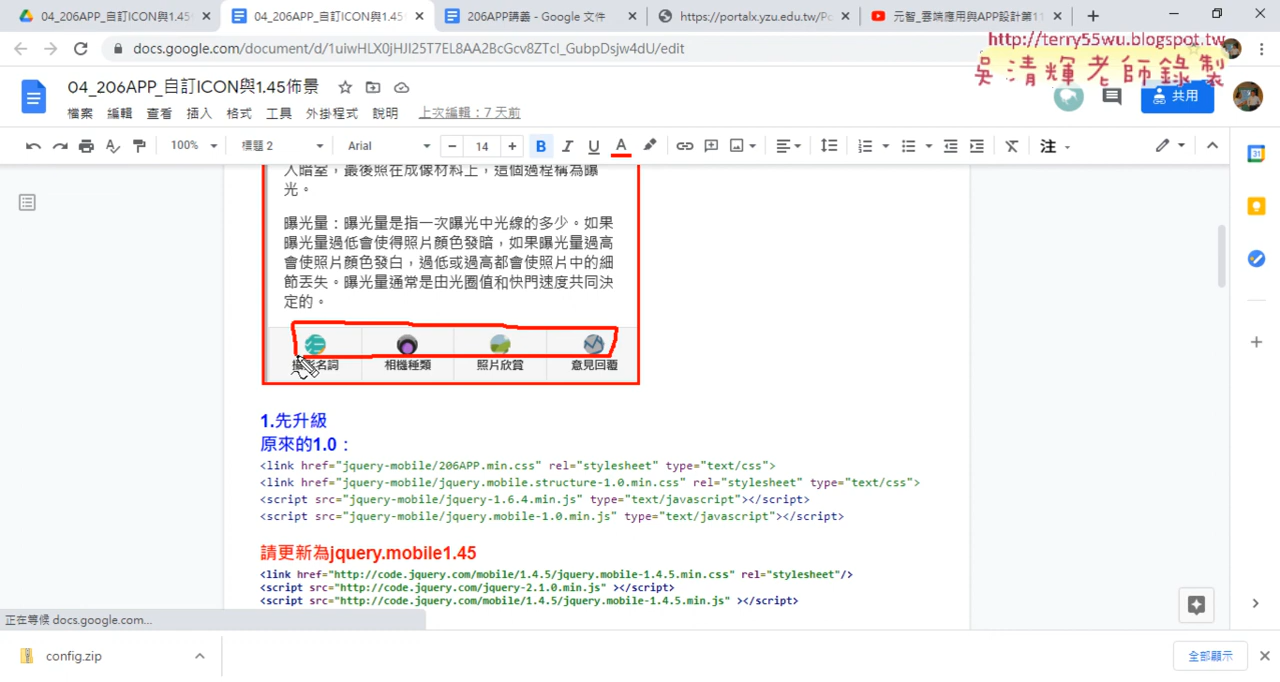 04_206APP_自訂ICON與1.45
04_206APP_自訂ICON與1.45
206APP講義 - Google 文件
https://portalx.yzu.edu.tw/Po
元智_雲端應用與APP設計第11
docs.google.com/document/d/1uiwHLX0jHJI25T7EL8AA2BcGcv8ZTcI_GubpDsjw4dU/edit
http://terry55wu.blogspot.tw
吳清輝老師錄製
04_206APP_自訂ICON與1.45佈景
檔案 編輯 查看 插入 格式 工具 外掛程式 說明 上次編輯：7 天前
共用
100% 標題 2 Arial 14 B I U A 注
入暗室，最後照在成像材料上，這個過程稱為曝
光。
曝光量：曝光量是指一次曝光中光線的多少。如果
曝光量過低會使得照片顏色發暗，如果曝光量過高
會使照片顏色發白，過低或過高都會使照片中的細
節丟失。曝光量通常是由光圈值和快門速度共同決
定的。
攝影名詞 相機種類 照片欣賞 意見回覆
1.先升級
原來的1.0：
<link href="jquery-mobile/206APP.min.css" rel="stylesheet" type="text/css">
<link href="jquery-mobile/jquery.mobile.structure-1.0.min.css" rel="stylesheet" type="text/css">
<script src="jquery-mobile/jquery-1.6.4.min.js" type="text/javascript"></script>
<script src="jquery-mobile/jquery.mobile-1.0.min.js" type="text/javascript"></script>
請更新為jquery.mobile1.45
<link href="http://code.jquery.com/mobile/1.4.5/jquery.mobile-1.4.5.min.css" rel="stylesheet"/>
<script src="http://code.jquery.com/jquery-2.1.0.min.js" ></script>
<script src="http://code.jquery.com/mobile/1.4.5/jquery.mobile-1.4.5.min.js" ></script>
正在等候 docs.google.com...
config.zip
全部顯示
31